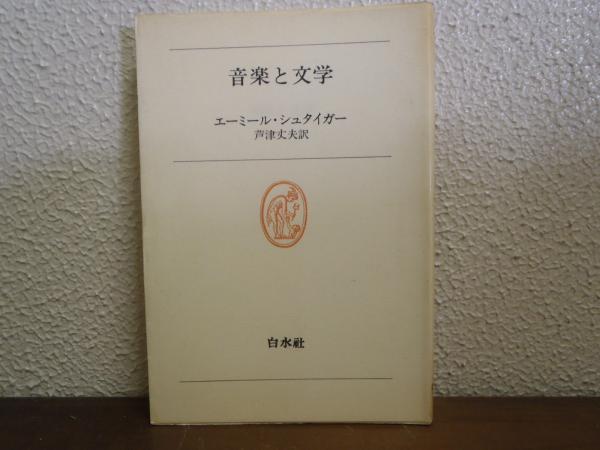 音楽と文学
エーミール・シュタイガー
芦津丈夫訳
白水社